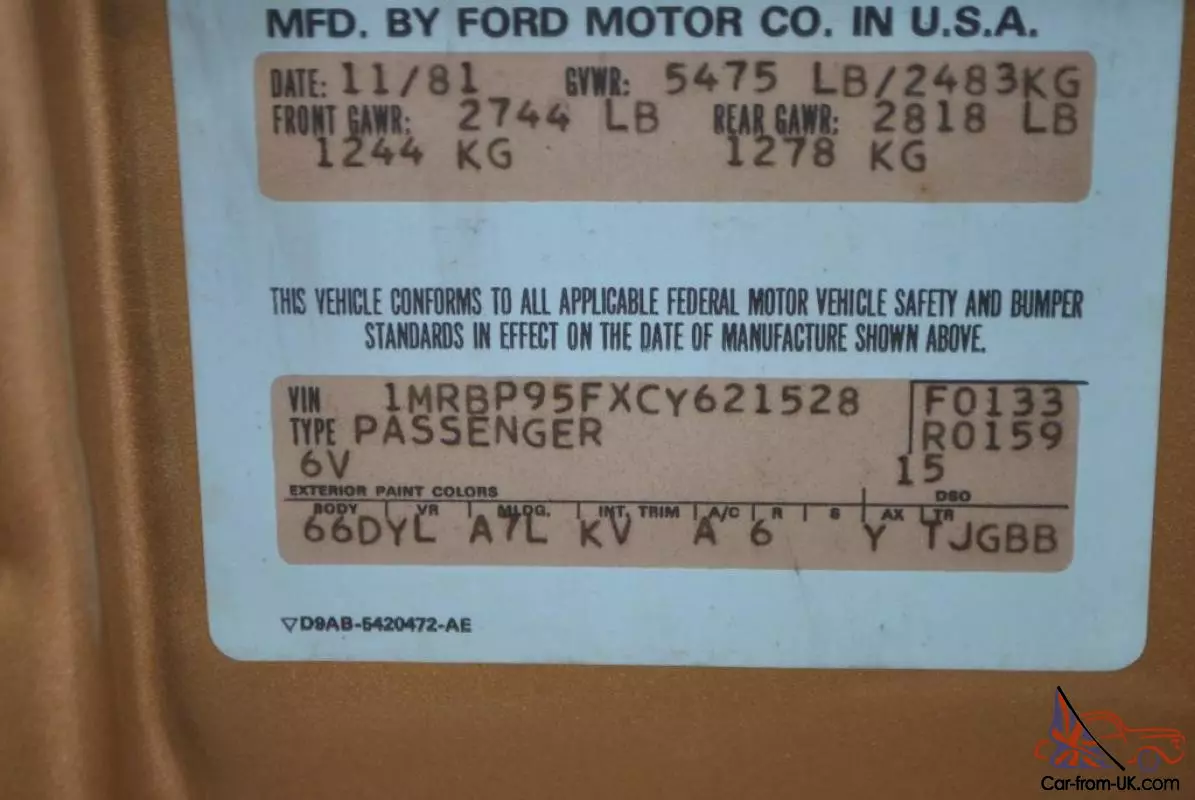 MFD. BY FORD MOTOR CO. IN U.S.A.
DATE: 11/81 GVWR: 5475 LB/2483KG
FRONT GAWR: 2744 LB REAR GAWR: 2818 LB
1244 KG 1278 KG
THIS VEHICLE CONFORMS TO ALL APPLICABLE FEDERAL MOTOR VEHICLE SAFETY AND BUMPER
STANDARDS IN EFFECT ON THE DATE OF MANUFACTURE SHOWN ABOVE.
VIN 1MRBP95FXCY621528 F0133
TYPE PASSENGER R0159
6V 15
EXTERIOR PAINT COLORS DSO
BODY VR MLDG. INT. TRIM A/C R S AX TR
66DYL A7L KV A 6 Y TJGBB
▽D9AB-5420472-AE
Car-from-UK.com